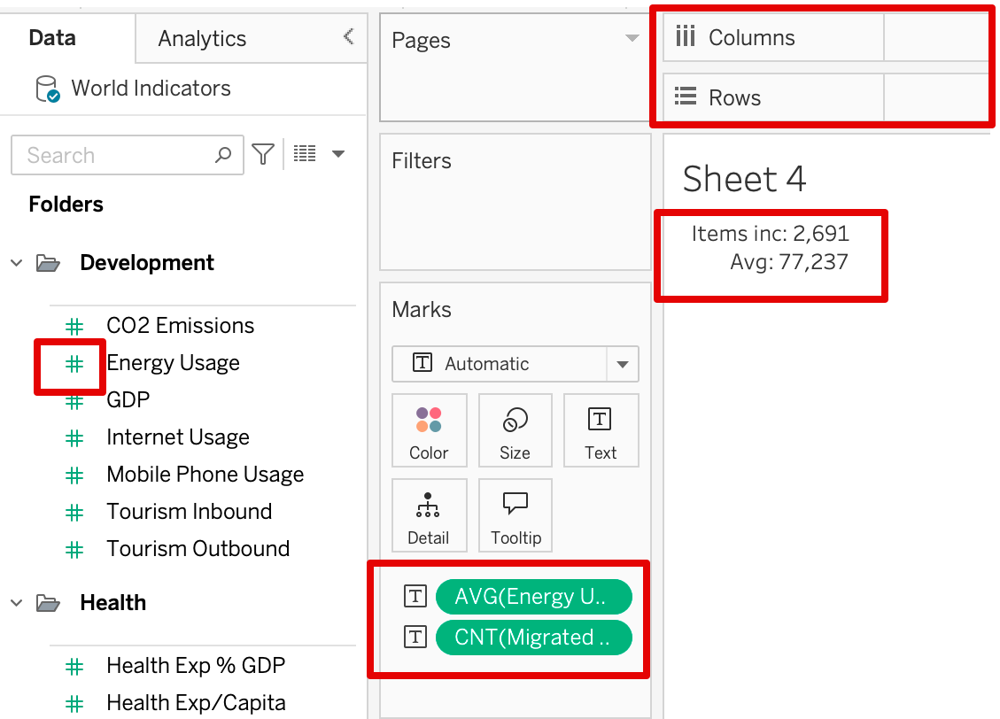 Data
Analytics
World Indicators
Search
Folders
Development
CO2 Emissions
Energy Usage
GDP
Internet Usage
Mobile Phone Usage
Tourism Inbound
Tourism Outbound
Health
Health Exp % GDP
Health Exp/Capita
Pages
Filters
Marks
T Automatic
Color
Size
T
Text
Detail
Tooltip
T AVG(Energy U..
T CNT(Migrated ..
Columns
Rows
Sheet 4
Items inc: 2,691
Avg: 77,237